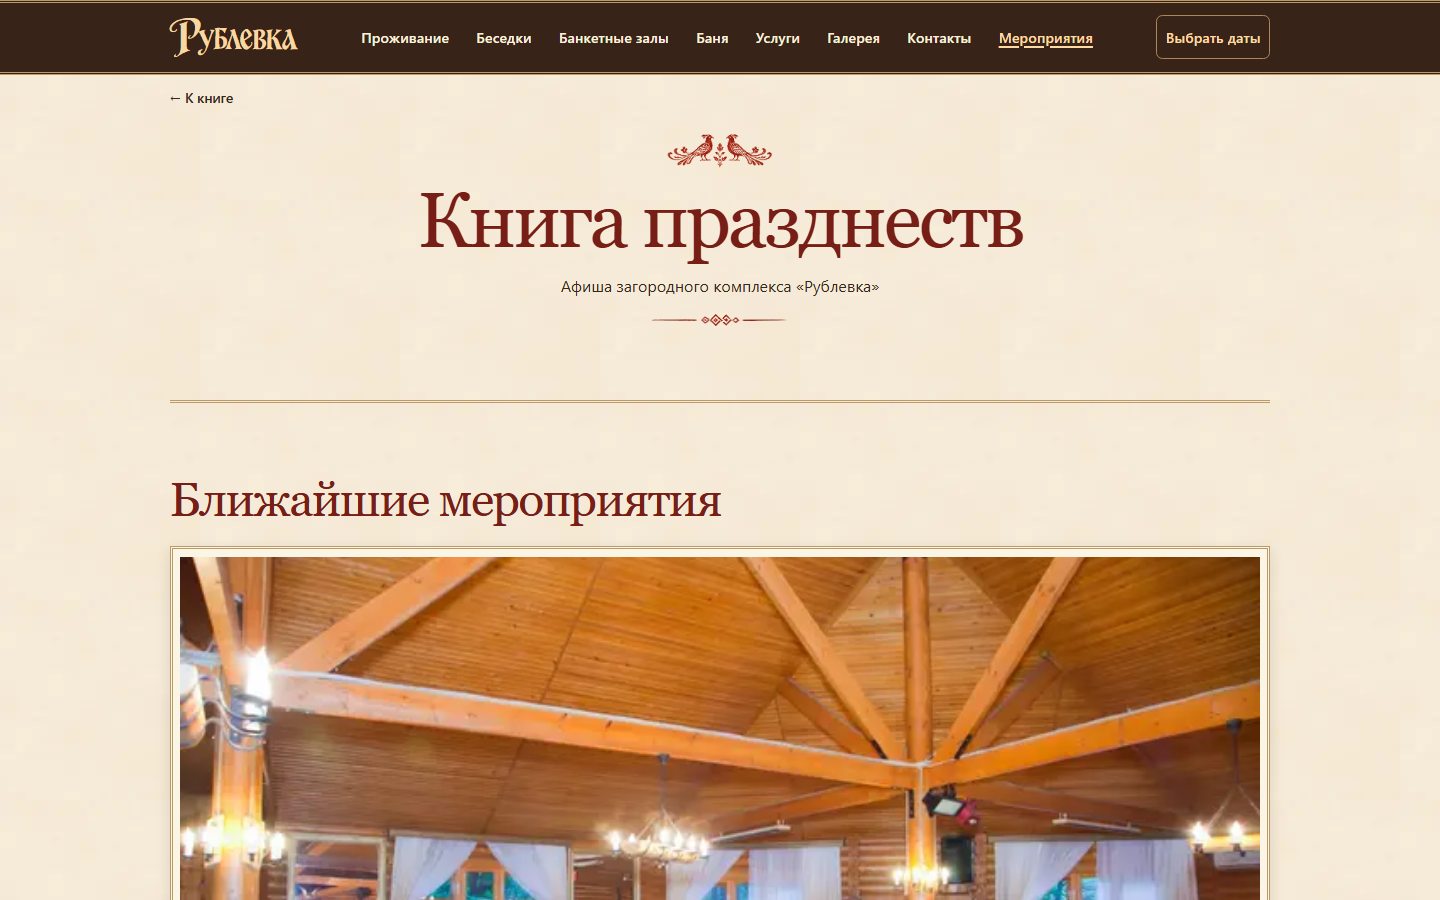 Рублевка
Проживание Беседки Банкетные залы Баня Услуги Галерея Контакты Мероприятия Выбрать даты
← К книге
Книга празднеств
Афиша загородного комплекса «Рублевка»
Ближайшие мероприятия